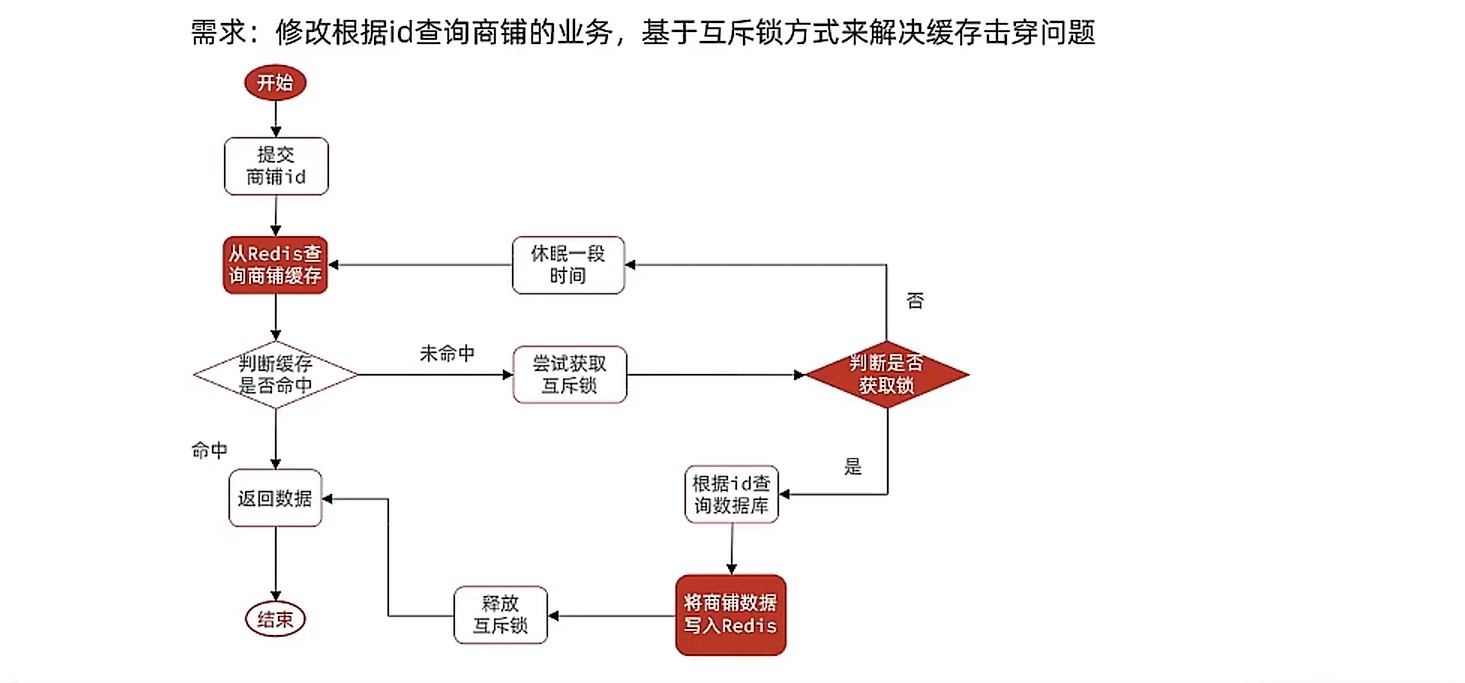 需求：修改根据id查询商铺的业务，基于互斥锁方式来解决缓存击穿问题
开始
提交
商铺id
从Redis查
询商铺缓存
休眠一段
时间
否
判断缓存
是否命中
未命中
尝试获取
互斥锁
判断是否
获取锁
命中
是
返回数据
根据id查
询数据库
结束
释放
互斥锁
将商铺数据
写入Redis